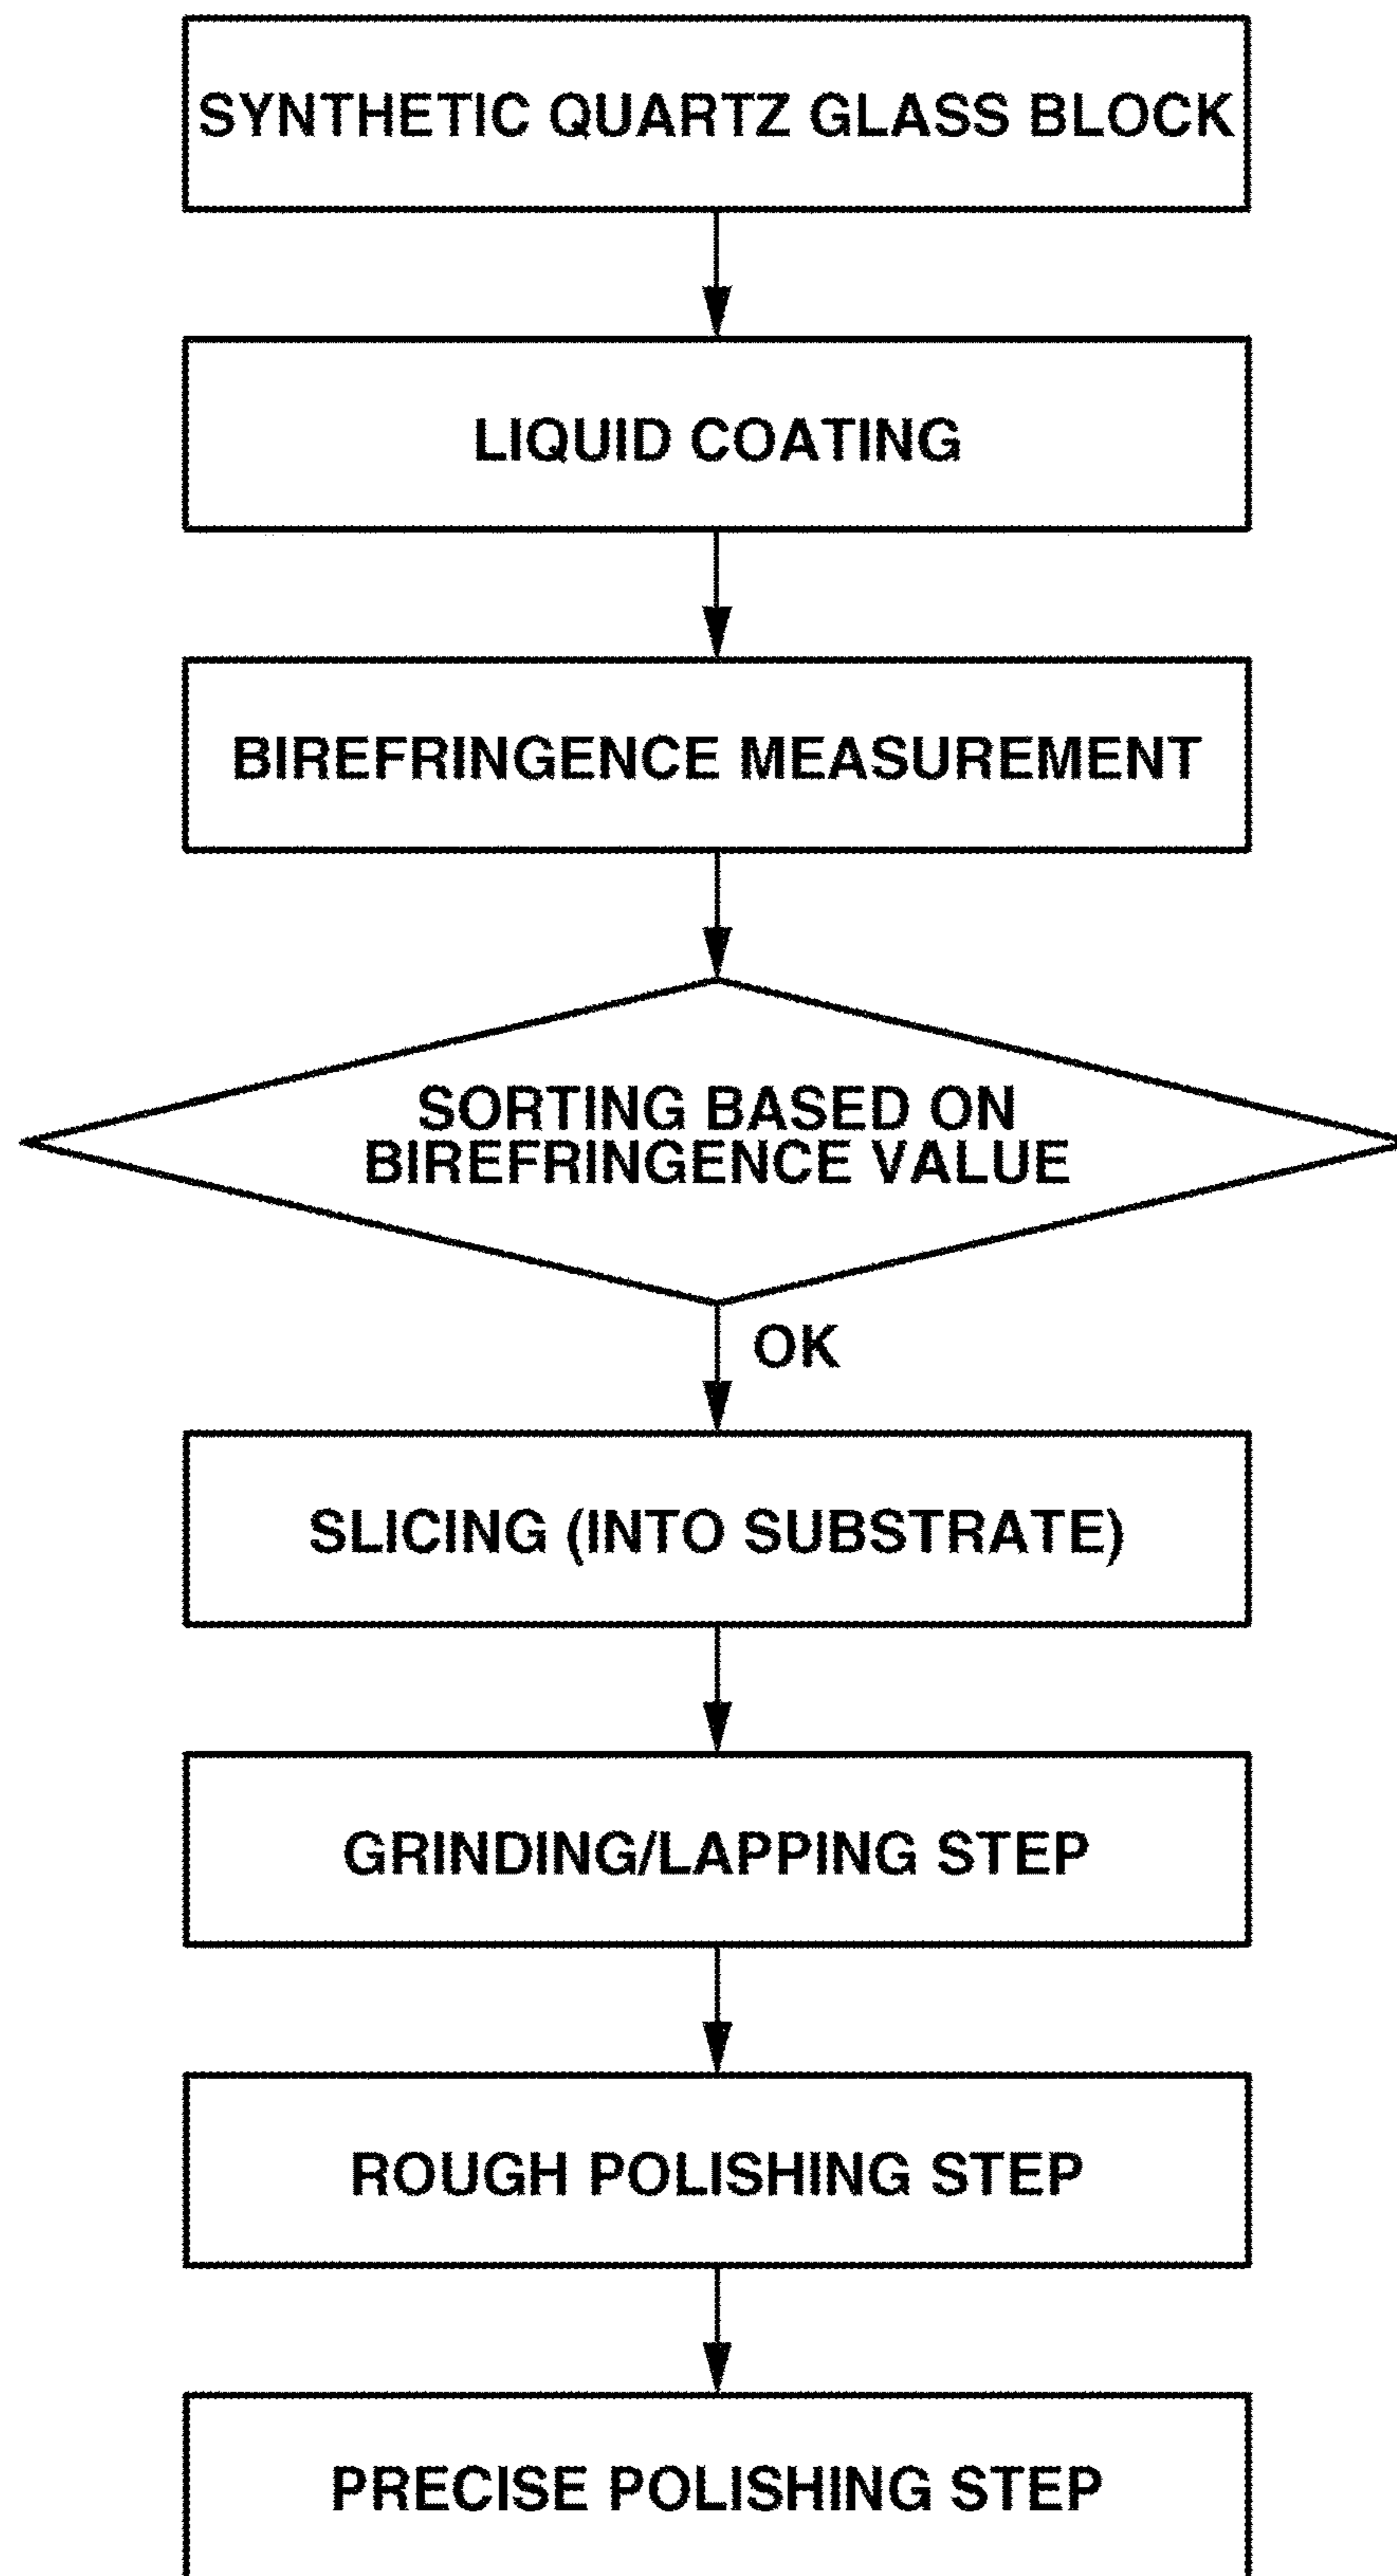 SYNTHETIC QUARTZ GLASS BLOCK
LIQUID COATING
BIREFRINGENCE MEASUREMENT
SORTING BASED ON
BIREFRINGENCE VALUE
OK
SLICING (INTO SUBSTRATE)
GRINDING/LAPPING STEP
ROUGH POLISHING STEP
PRECISE POLISHING STEP